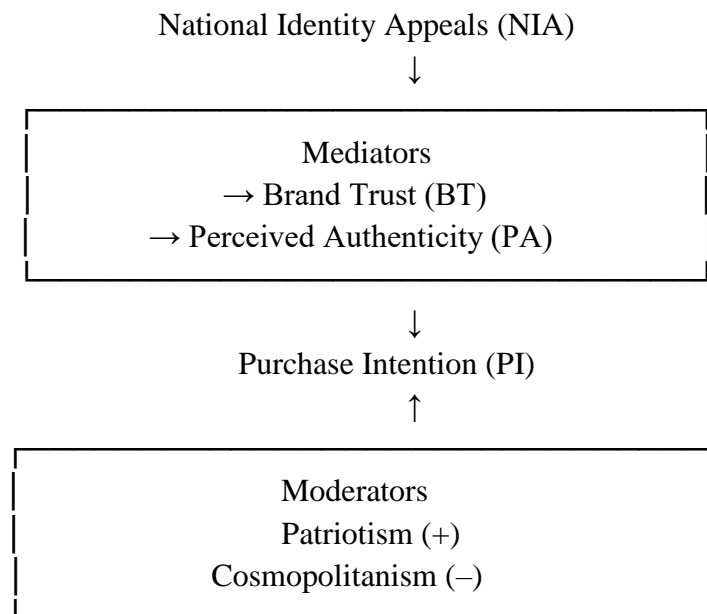 National Identity Appeals (NIA)
↓
Mediators
→ Brand Trust (BT)
→ Perceived Authenticity (PA)
↓
Purchase Intention (PI)
↑
Moderators
Patriotism (+)
Cosmopolitanism (–)